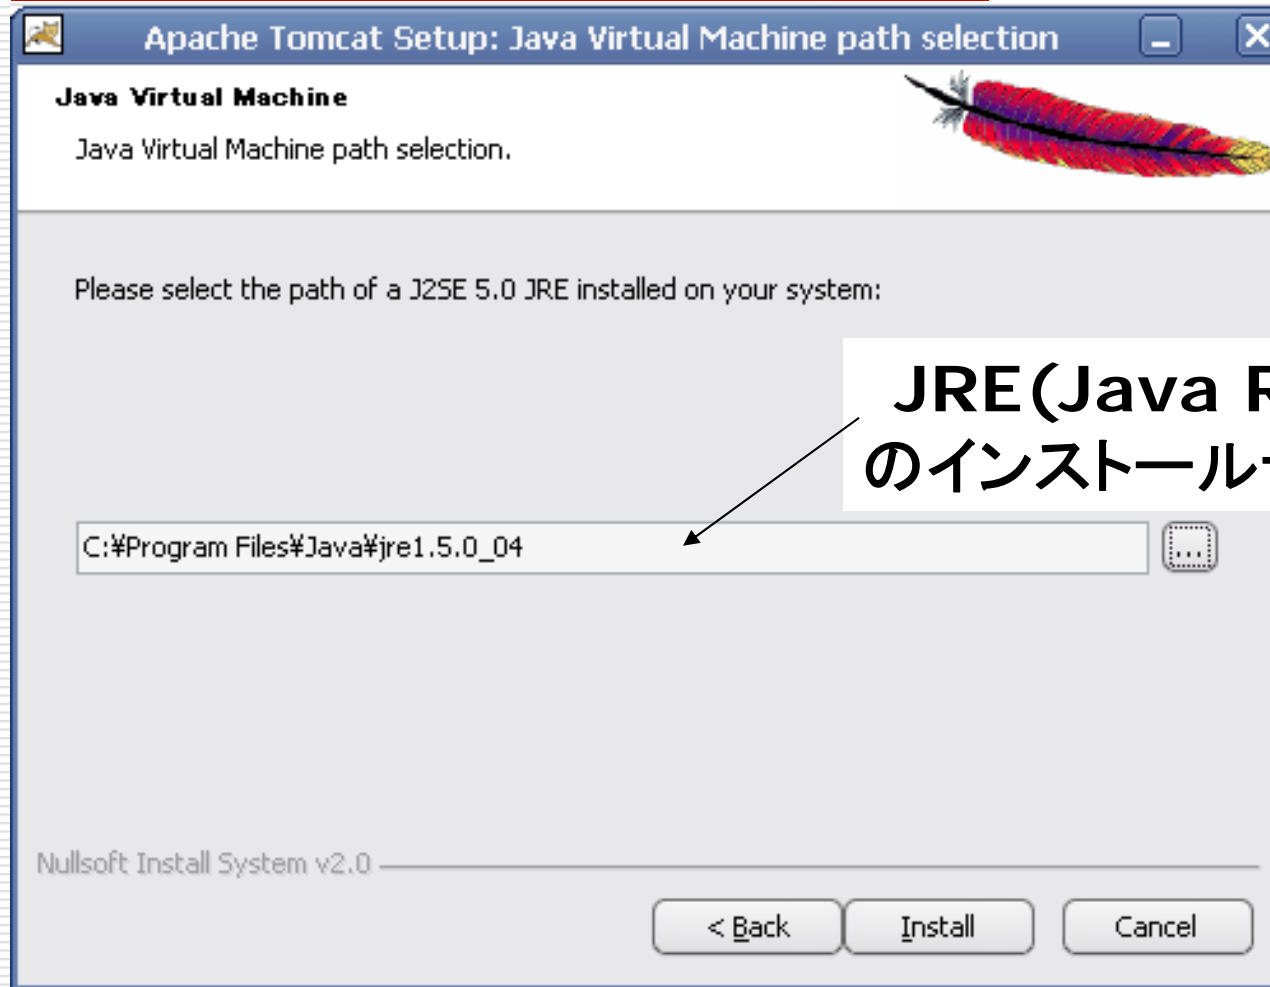 Apache Tomcat Setup: Java Virtual Machine path selection
Java Virtual Machine
Java Virtual Machine path selection.
Please select the path of a J2SE 5.0 JRE installed on your system:
JRE(Java
のインストール
C:¥Program Files¥Java¥jre1.5.0_04
...
Nullsoft Install System v2.0
< Back
Install
Cancel